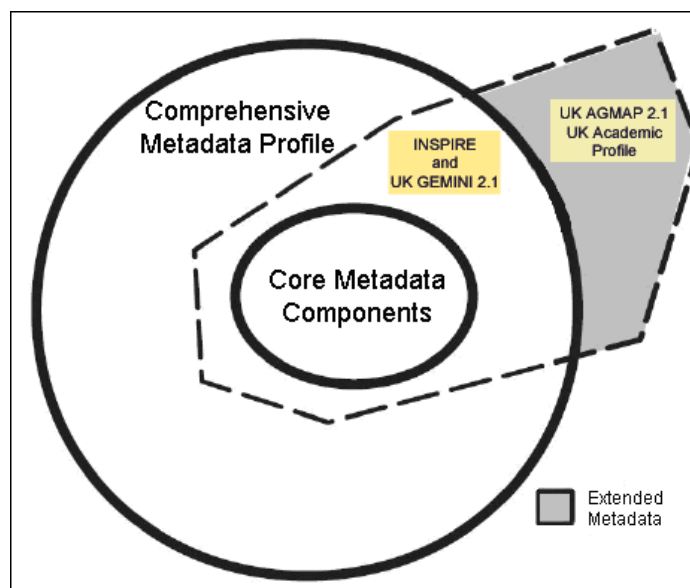 Comprehensive
Metadata Profile
UK AGMAP 2.1
UK Academic
Profile
INSPIRE
and
UK GEMINI 2.1
Core Metadata
Components
Extended
Metadata